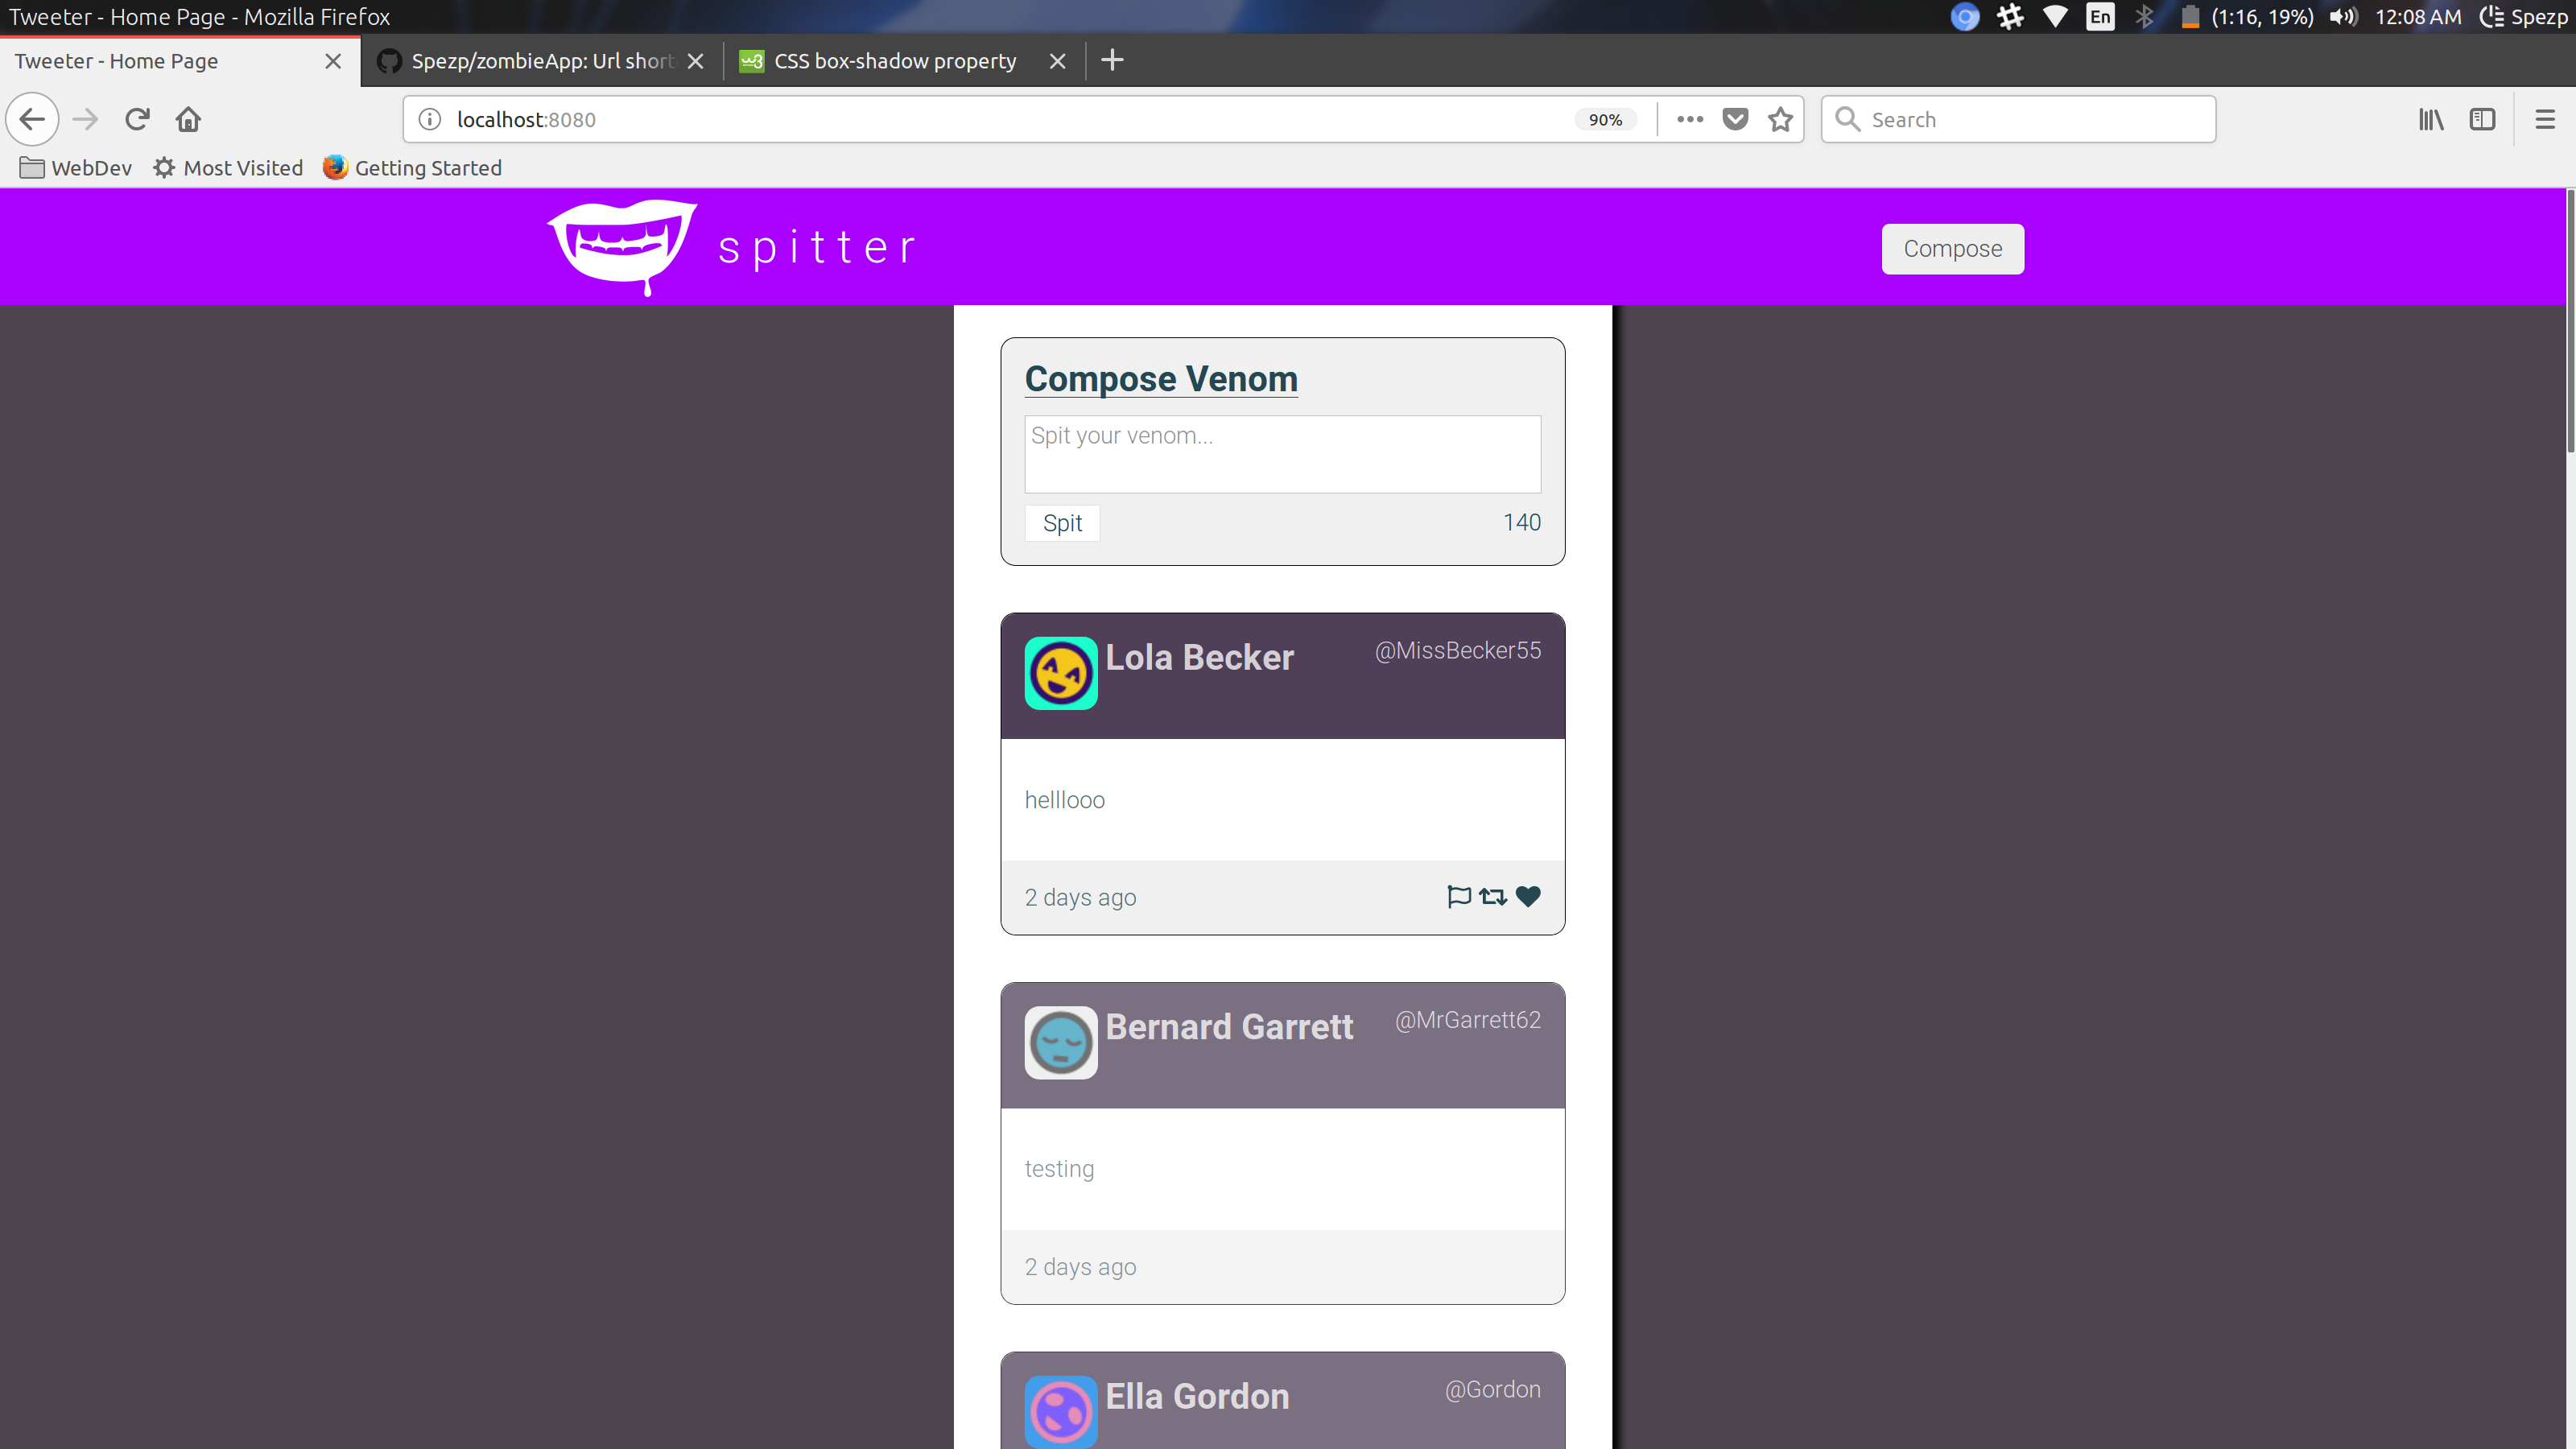 Tweeter - Home Page - Mozilla Firefox
En
(1:16, 19%)
12:08 AM
Spezp
Tweeter - Home Page
Spezp/zombieApp: Url short
w3
CSS box-shadow property
localhost:8080
90%
Search
WebDev
Most Visited
Getting Started
spitter
Compose
Compose Venom
Spit your venom...
Spit
140
Lola Becker
@MissBecker55
helllooo
2 days ago
Bernard Garrett
@MrGarrett62
testing
2 days ago
Ella Gordon
@Gordon